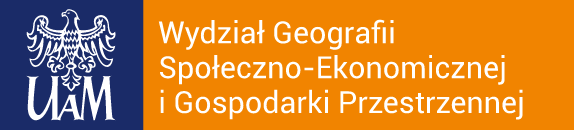 UAM
Wydział Geografii
Społeczno-Ekonomicznej
i Gospodarki Przestrzennej